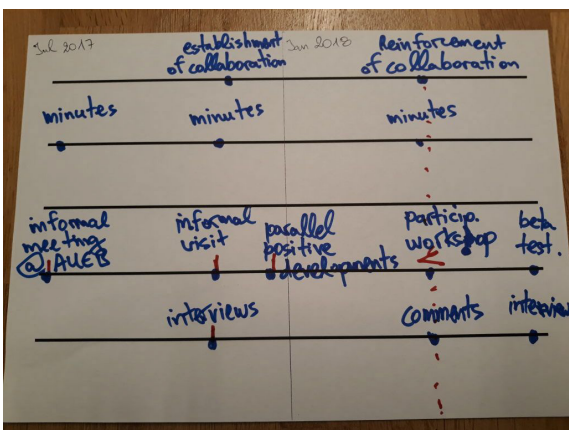 Jul 2017
establishment of collaboration
Jan 2018
Reinforcement of collaboration
minutes
minutes
minutes
informal meeting @ AUEB
informal visit
parallel positive developments
particip. workshop
beta test.
interviews
comments
interview